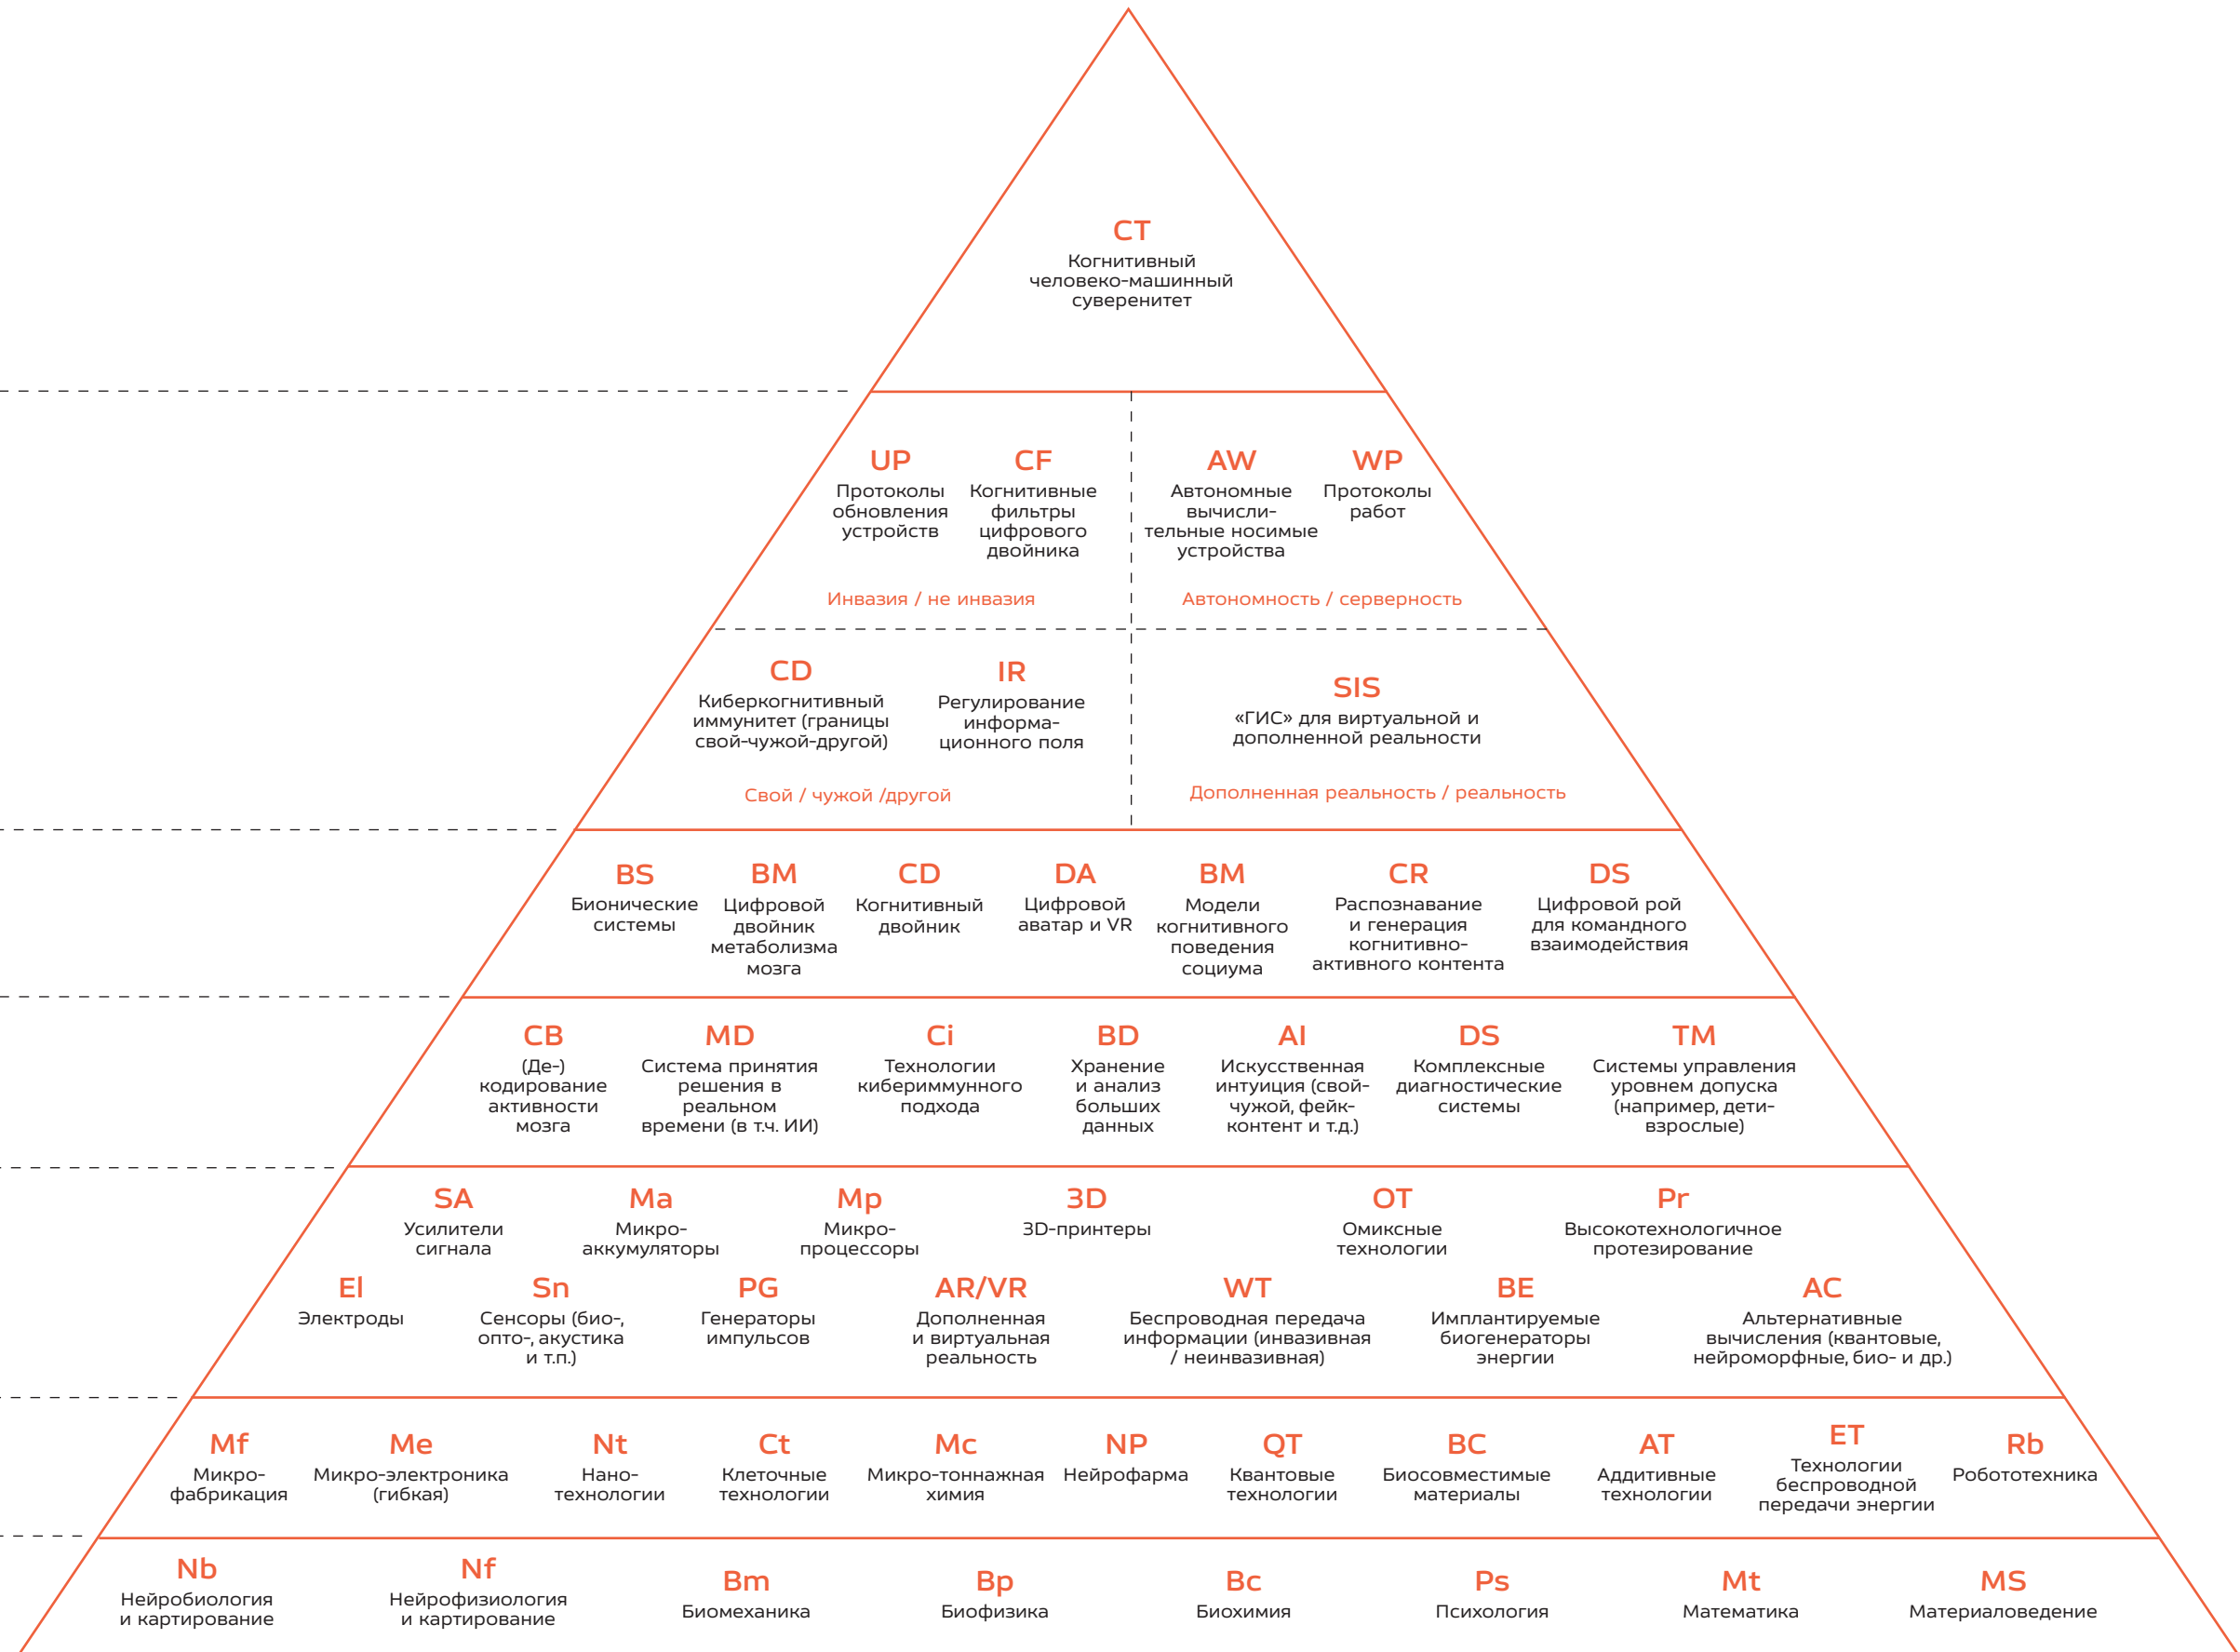 CT
Когнитивный
человеко-машинный
суверенитет
UP
Протоколы
обновления
устройств
CF
Когнитивные
фильтры
цифрового
двойника
AW
Автономные
вычисли-
тельные носимые
устройства
WP
Протоколы
работ
Инвазия / не инвазия
Автономность / серверность
CD
Киберкогнитивный
иммунитет (границы
свой-чужой-другой)
IR
Регулирование
информа-
ционного поля
SIS
«ГИС» для виртуальной и
дополненной реальности
Свой / чужой /другой
Дополненная реальность / реальность
BS
Бионические
системы
BM
Цифровой
двойник
метаболизма
мозга
CD
Когнитивный
двойник
DA
Цифровой
аватар и VR
BM
Модели
когнитивного
поведения
социума
CR
Распознавание
и генерация
когнитивно-
активного контента
DS
Цифровой рой
для командного
взаимодействия
CB
(Де-)
кодирование
активности
мозга
MD
Система принятия
решения в
реальном
времени (в т.ч. ИИ)
Ci
Технологии
кибериммунного
подхода
BD
Хранение
и анализ
больших
данных
AI
Искусственная
интуиция (свой-
чужой, фейк-
контент и т.д.)
DS
Комплексные
диагностические
системы
TM
Системы управления
уровнем допуска
(например, дети-
взрослые)
SA
Усилители
сигнала
Ma
Микро-
аккумуляторы
Mp
Микро-
процессоры
3D
3D-принтеры
OT
Омиксные
технологии
Pr
Высокотехнологичное
протезирование
El
Электроды
Sn
Сенсоры (био-,
опто-, акустика
и т.п.)
PG
Генераторы
импульсов
AR/VR
Дополненная
и виртуальная
реальность
WT
Беспроводная передача
информации (инвазивная
/ неинвазивная)
BE
Имплантируемые
биогенераторы
энергии
AC
Альтернативные
вычисления (квантовые,
нейроморфные, био- и др.)
Mf
Микро-
фабрикация
Me
Микро-электроника
(гибкая)
Nt
Нано-
технологии
Ct
Клеточные
технологии
Mc
Микро-тоннажная
химия
NP
Нейрофарма
QT
Квантовые
технологии
BC
Биосовместимые
материалы
AT
Аддитивные
технологии
ET
Технологии
беспроводной
передачи энергии
Rb
Робототехника
Nb
Нейробиология
и картирование
Nf
Нейрофизиология
и картирование
Bm
Биомеханика
Bp
Биофизика
Bc
Биохимия
Ps
Психология
Mt
Математика
MS
Материаловедение